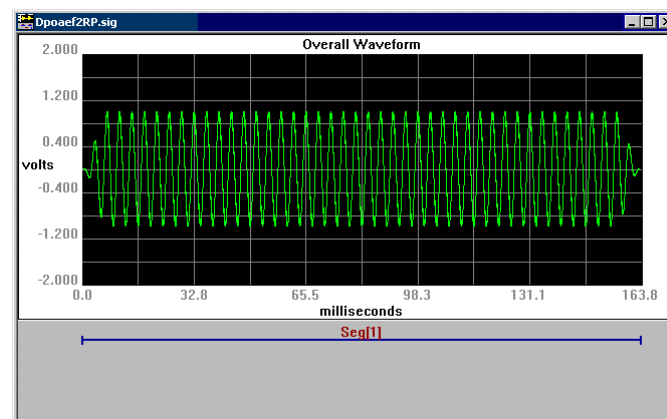 Dpoaef2RP.sig
Overall Waveform
2.000
1.200
0.400
volts
-0.400
-1.200
-2.000
0.0 32.8 65.5 98.3 131.1 163.8
milliseconds
Seg[1]